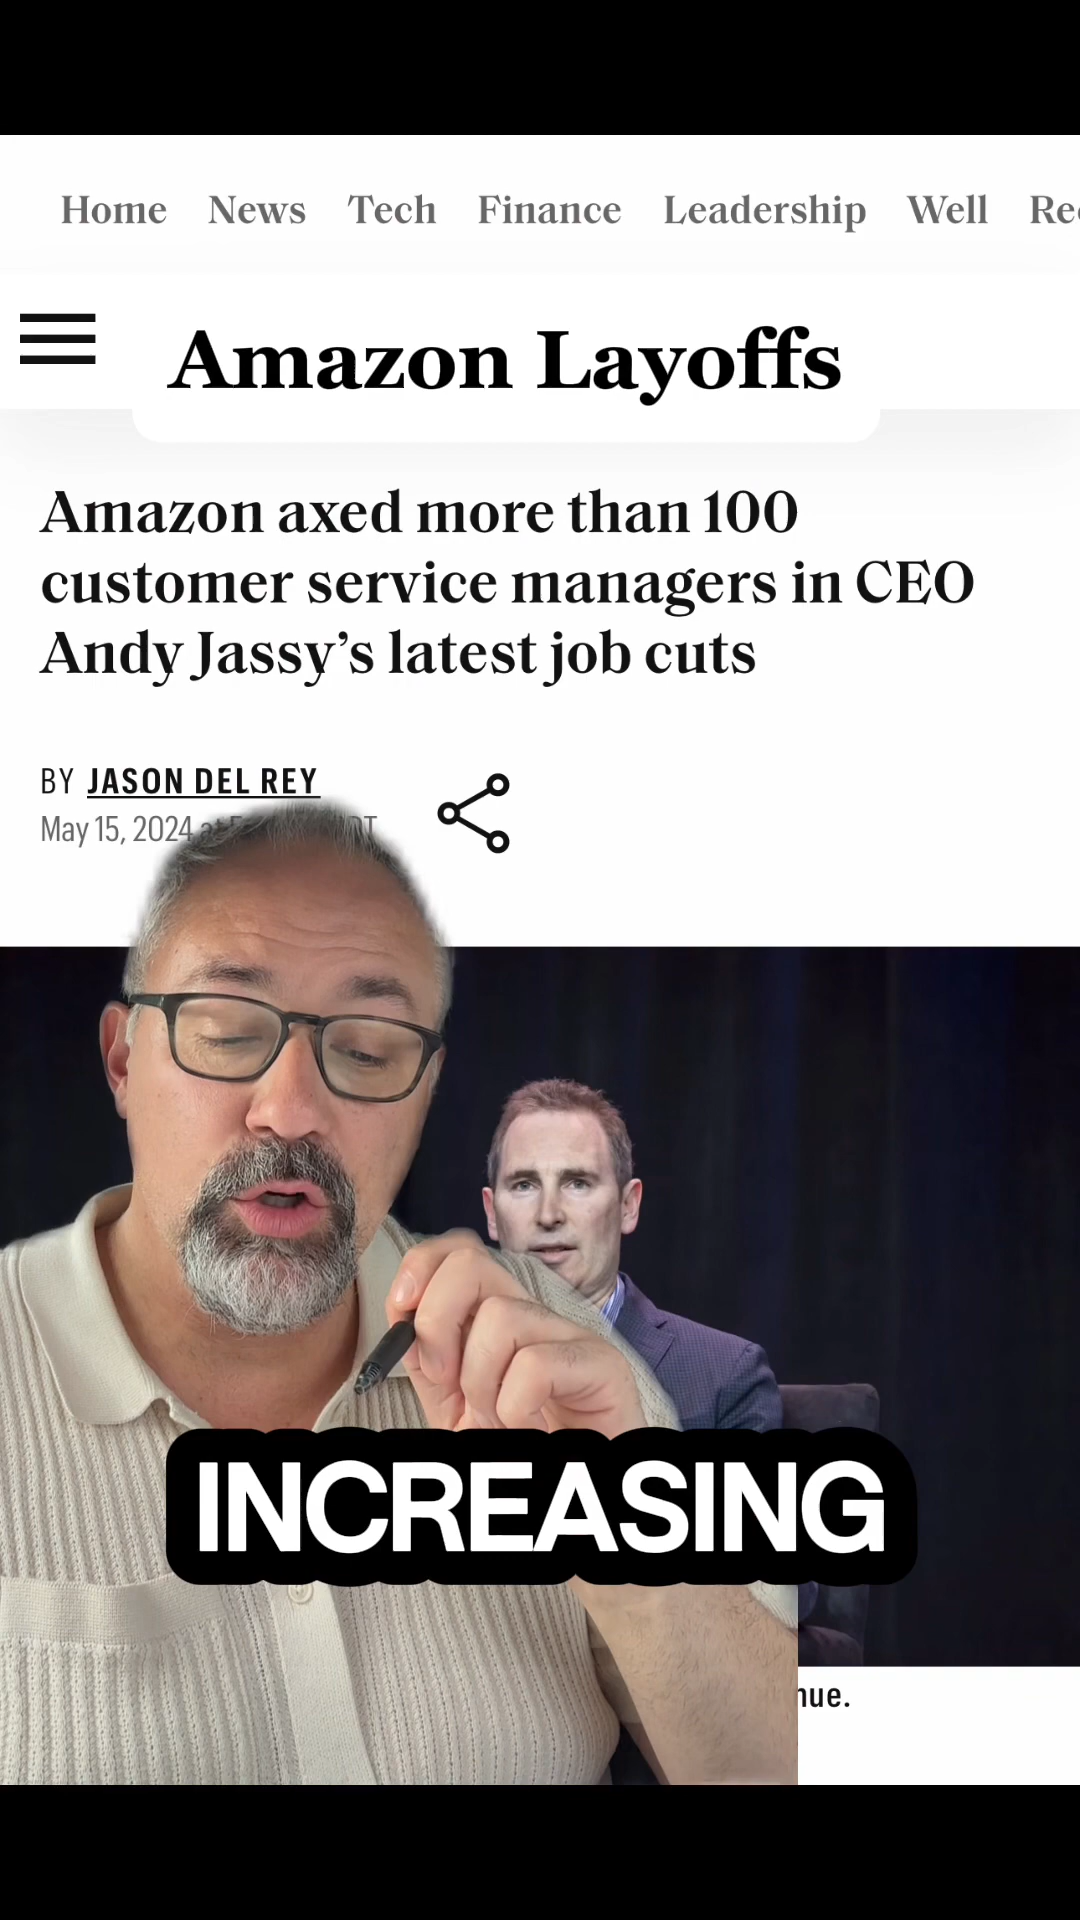 Home News Tech Finance Leadership Well
Amazon Layoffs
Amazon axed more than 100
customer service managers in CEO
Andy Jassy’s latest job cuts
BY JASON DEL REY
May 15, 2024 at
INCREASING